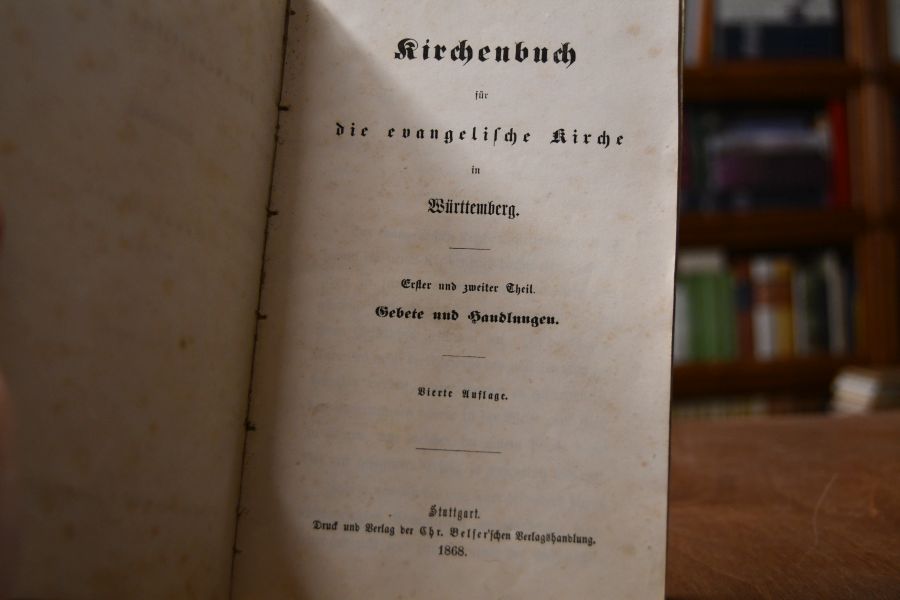 Kirchenbuch
für
die evangeliſche Kirche
in
Württemberg.
Erſter und zweiter Theil.
Gebete und Handlungen.
Vierte Auflage.
Stuttgart.
Druck und Verlag der Chr. Belſer'ſchen Verlagshandlung.
1868.